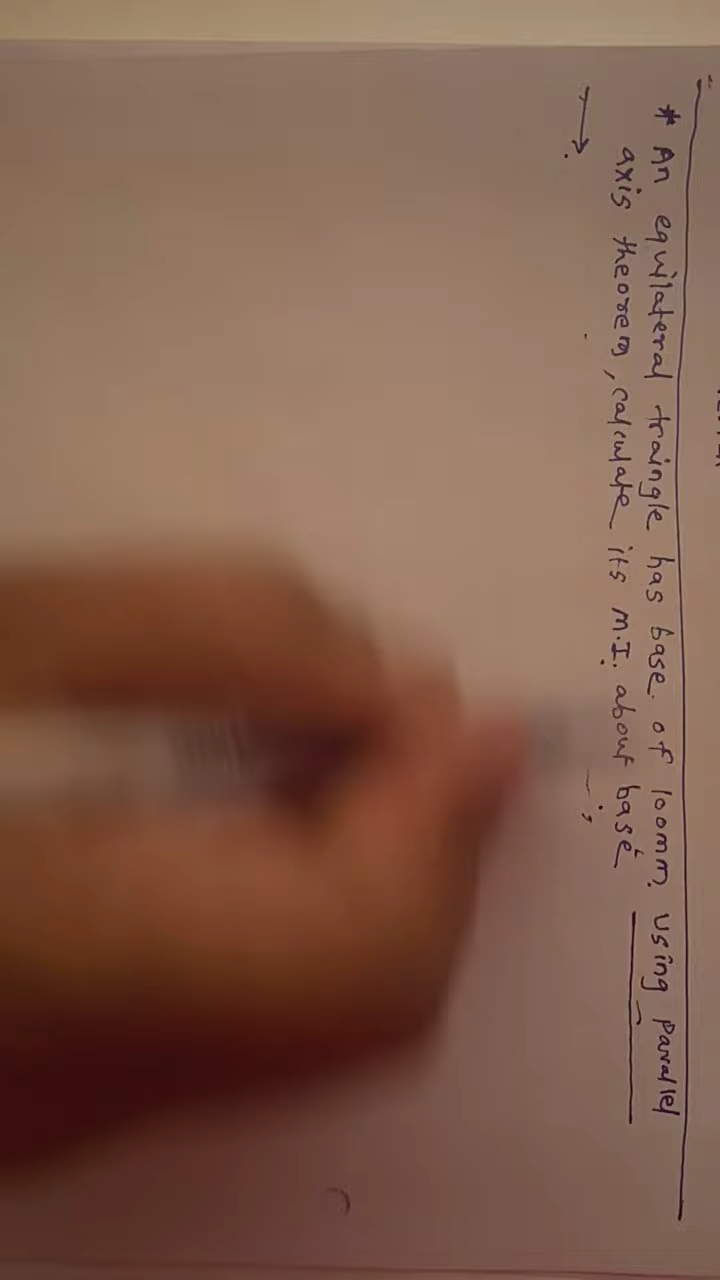 * An equilateral traingle has base of 100mm. using parallel
axis theorem, calculate its M.I. about base